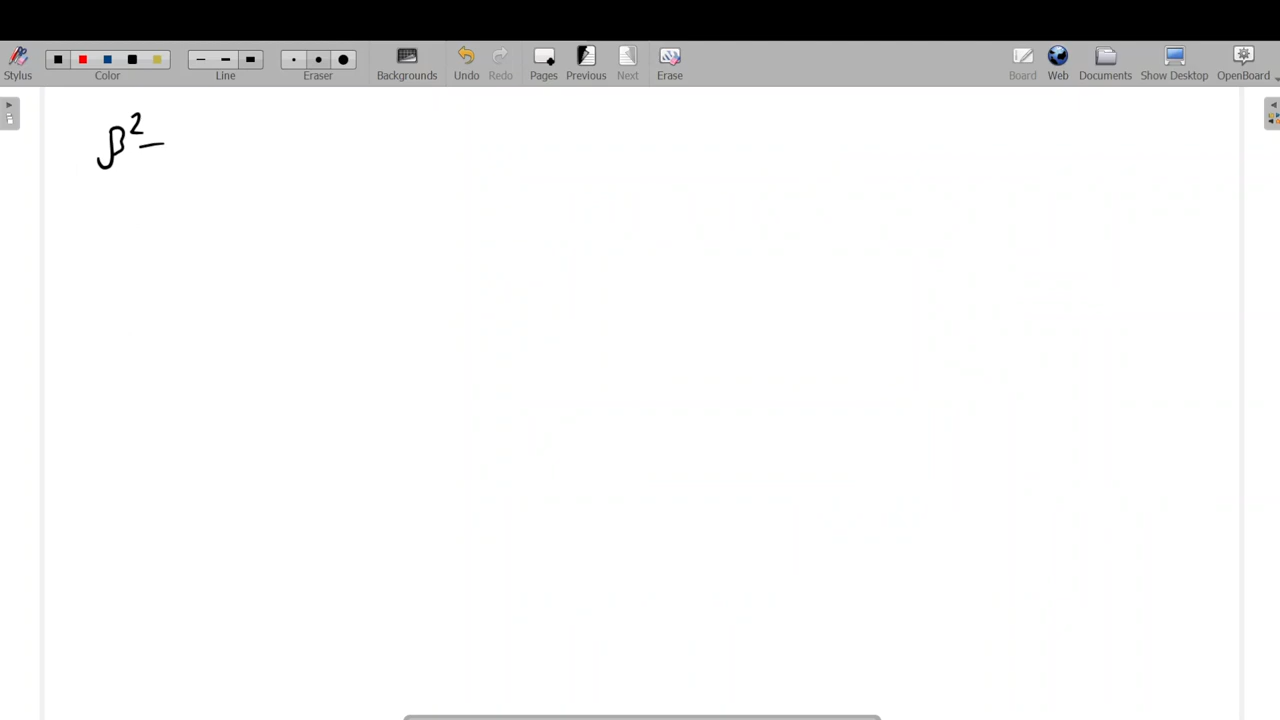 Stylus
Color
Line
Eraser
Backgrounds
Undo
Redo
Pages
Previous
Next
Erase
Board
Web
Documents
Show Desktop
OpenBoard
β² −